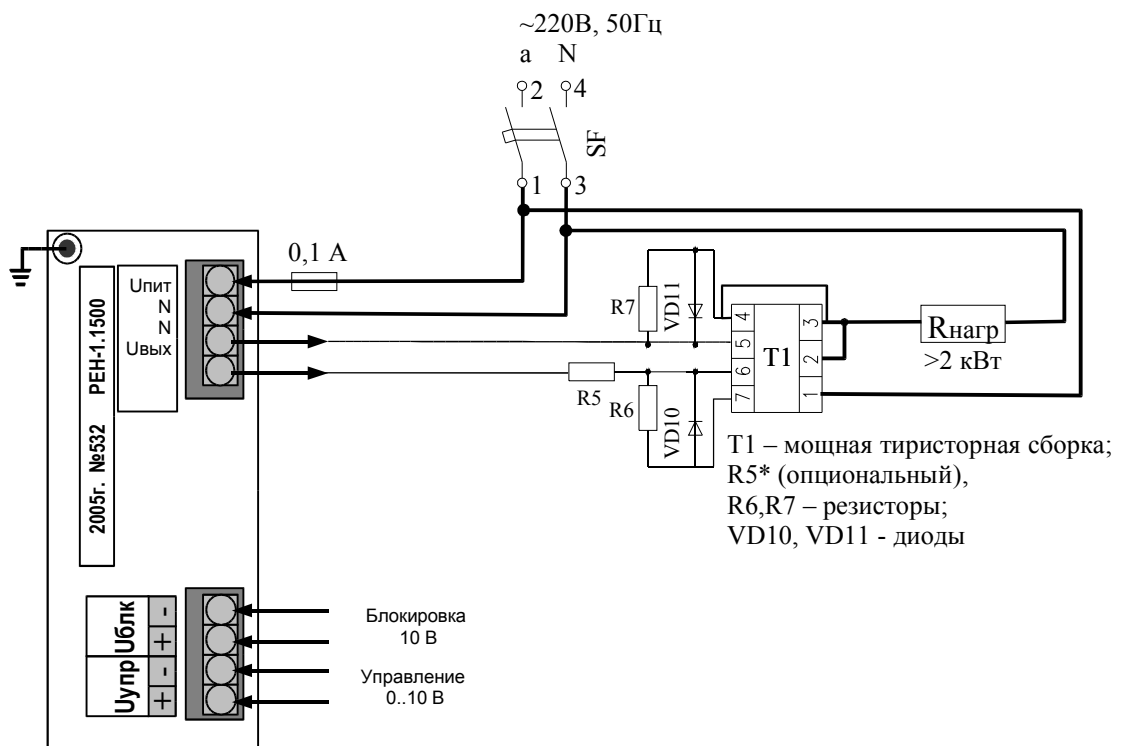 ~220В, 50Гц
а N
2 4
SF
1 3
0,1 А
Uпит
N
N
Uвых
РЕН-1.1500
2005г. №532
R7
VD11
4
5
6
7
T1
3
2
1
Rнагр
>2 кВт
R5
R6
VD10
Т1 – мощная тиристорная сборка;
R5* (опциональный),
R6,R7 – резисторы;
VD10, VD11 - диоды
Uблк
-
+
Uупр
-
+
Блокировка
10 В
Управление
0..10 В